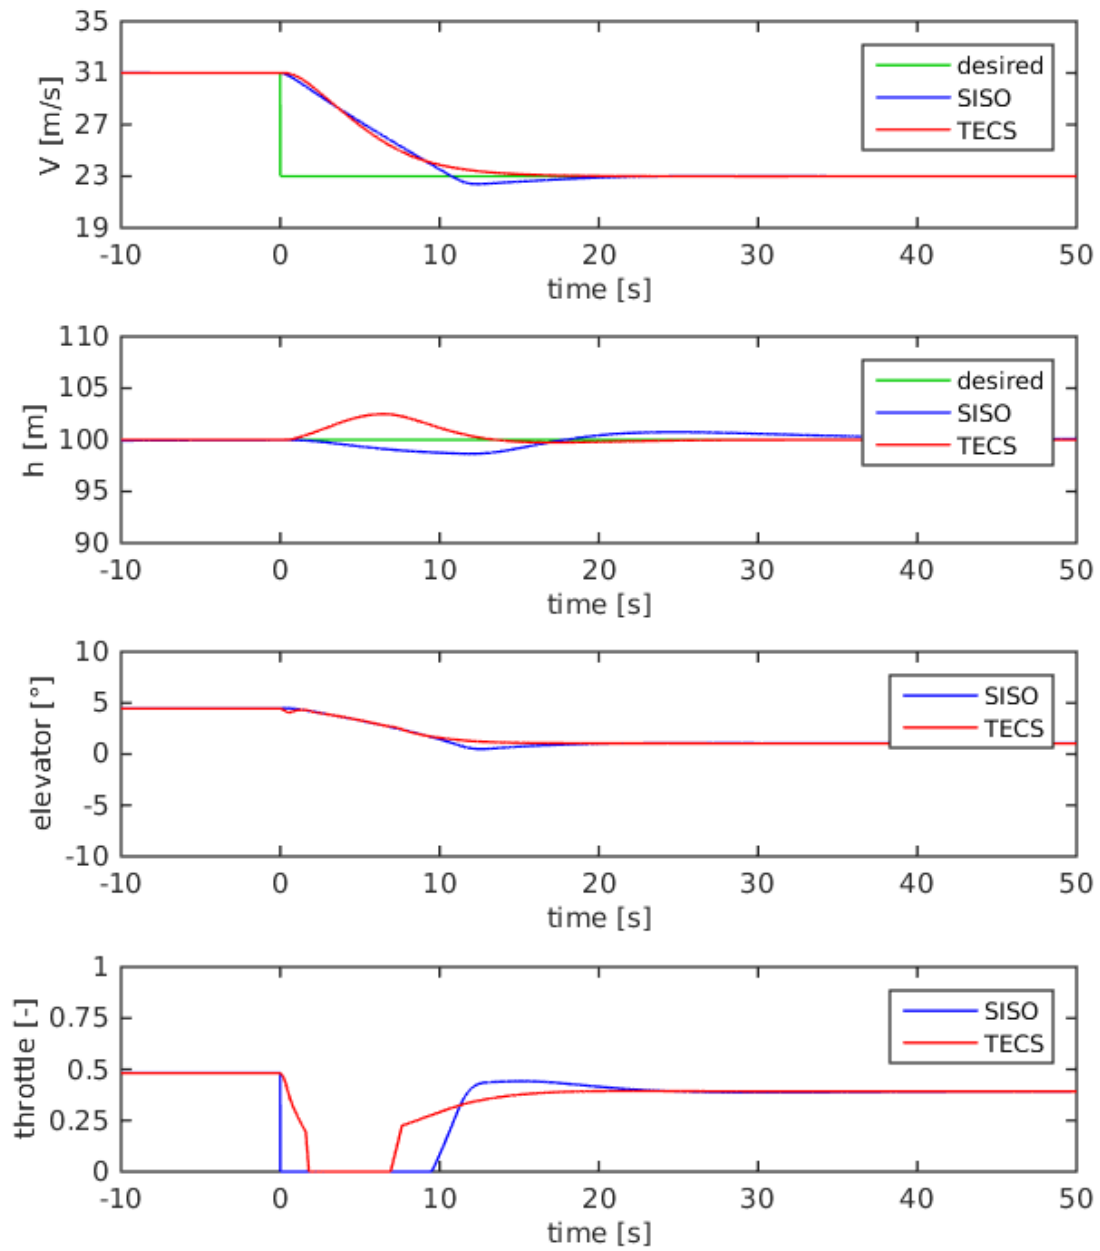 35
31
27
23
19
V [m/s]
desired
SISO
TECS
-10 0 10 20 30 40 50
time [s]
110
105
100
95
90
h [m]
desired
SISO
TECS
-10 0 10 20 30 40 50
time [s]
10
5
0
-5
-10
elevator [°]
SISO
TECS
-10 0 10 20 30 40 50
time [s]
1
0.75
0.5
0.25
0
throttle [-]
SISO
TECS
-10 0 10 20 30 40 50
time [s]